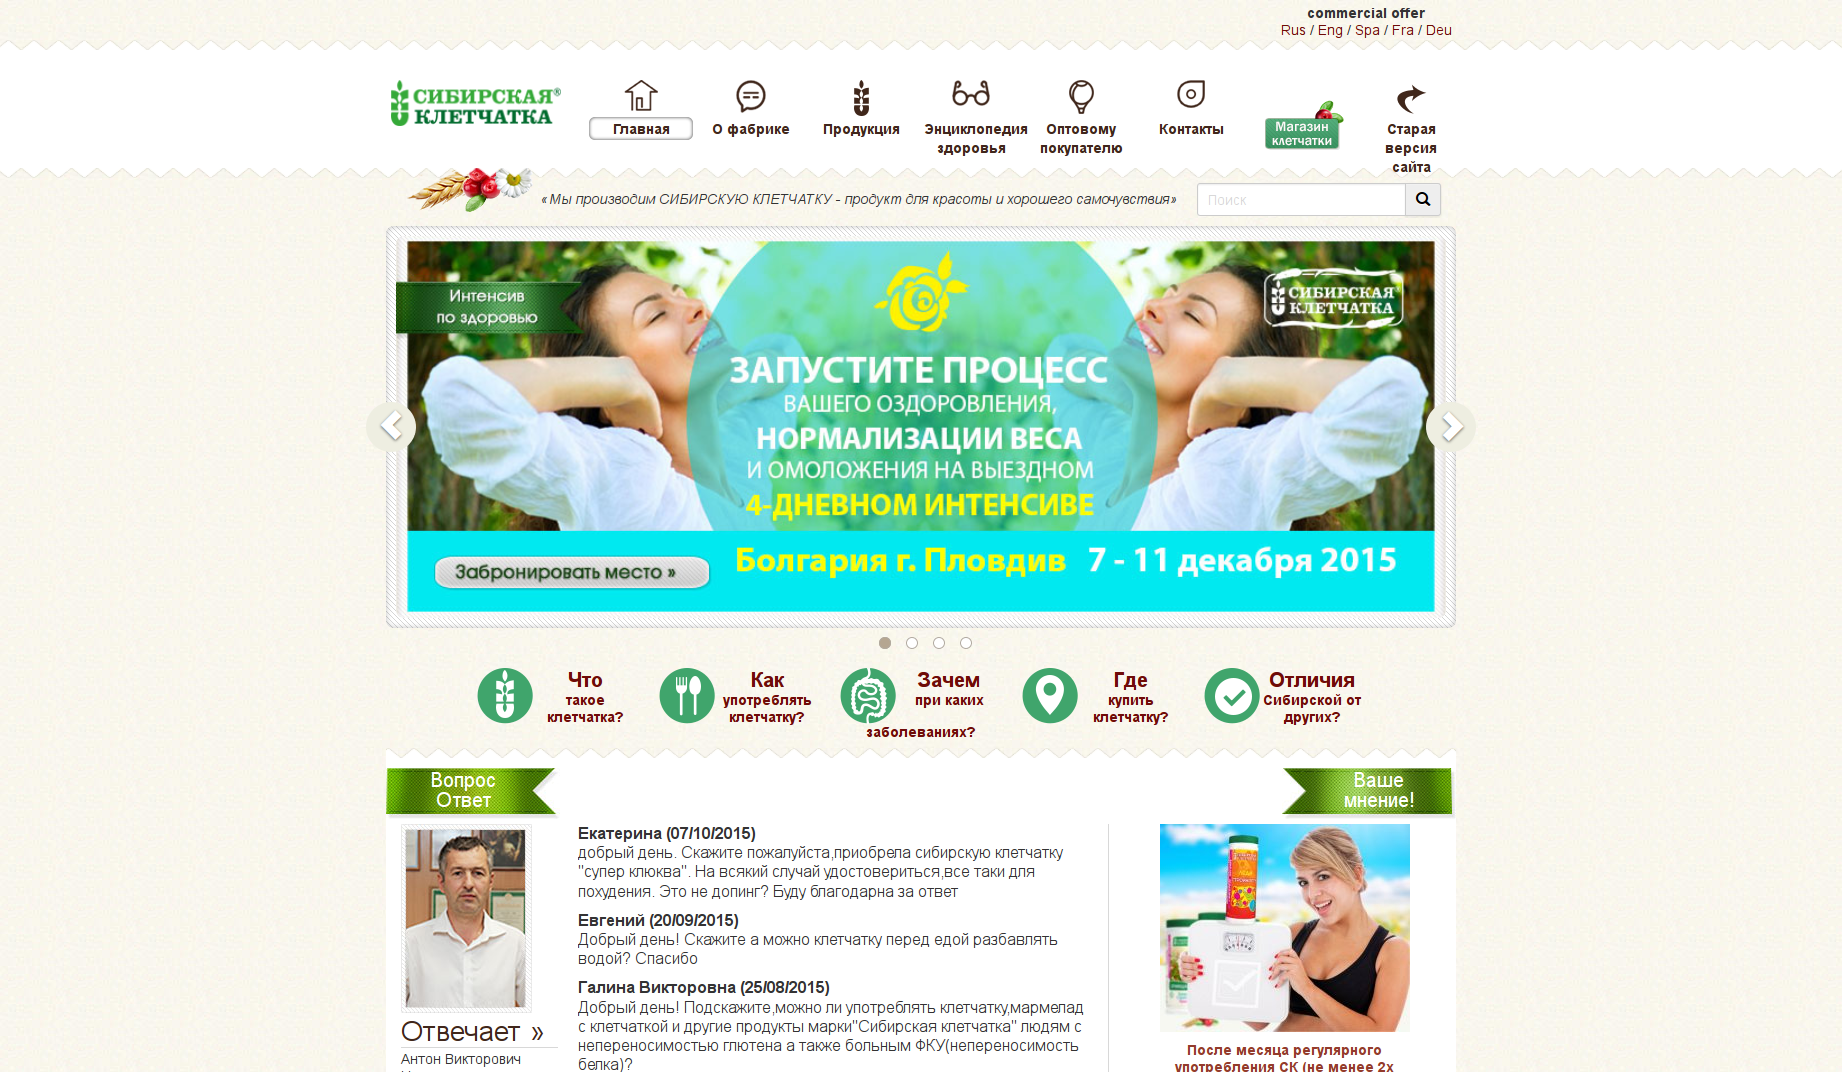 commercial offer
Rus / Eng / Spa / Fra / Deu
СИБИРСКАЯ®
КЛЕТЧАТКА
Главная
О фабрике
Продукция
Энциклопедия
здоровья
Оптовому
покупателю
Контакты
Магазин
клетчатки
Старая
версия
сайта
«Мы производим СИБИРСКУЮ КЛЕТЧАТКУ - продукт для красоты и хорошего самочувствия»
Поиск
Интенсив
по здоровью
СИБИРСКАЯ
КЛЕТЧАТКА
ЗАПУСТИТЕ ПРОЦЕСС
ВАШЕГО ОЗДОРОВЛЕНИЯ,
НОРМАЛИЗАЦИИ ВЕСА
И ОМОЛОЖЕНИЯ НА ВЫЕЗДНОМ
4-ДНЕВНОМ ИНТЕНСИВЕ
Болгария г. Пловдив 7 - 11 декабря 2015
Забронировать место »
Что
такое
клетчатка?
Как
употреблять
клетчатку?
Зачем
при каких
заболеваниях?
Где
купить
клетчатку?
Отличия
Сибирской от
других?
Вопрос
Ответ
Ваше
мнение!
Екатерина (07/10/2015)
добрый день. Скажите пожалуйста,приобрела сибирскую клетчатку
"супер клюква". На всякий случай удостовериться,все таки для
похудения. Это не допинг? Буду благодарна за ответ
Евгений (20/09/2015)
Добрый день! Скажите а можно клетчатку перед едой разбавлять
водой? Спасибо
Галина Викторовна (25/08/2015)
Добрый день! Подскажите,можно ли употреблять клетчатку,мармелад
с клетчаткой и другие продукты марки"Сибирская клетчатка" людям с
непереносимостью глютена а также больным ФКУ(непереносимость
белка)?
Отвечает »
Антон Викторович
После месяца регулярного
употребления СК (не менее 2х